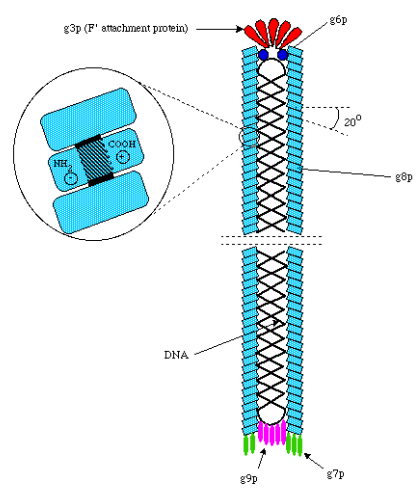 g3p (F' attachment protein)
g6p
COOH
+
NH2
-
20°
g8p
DNA
g9p
g7p